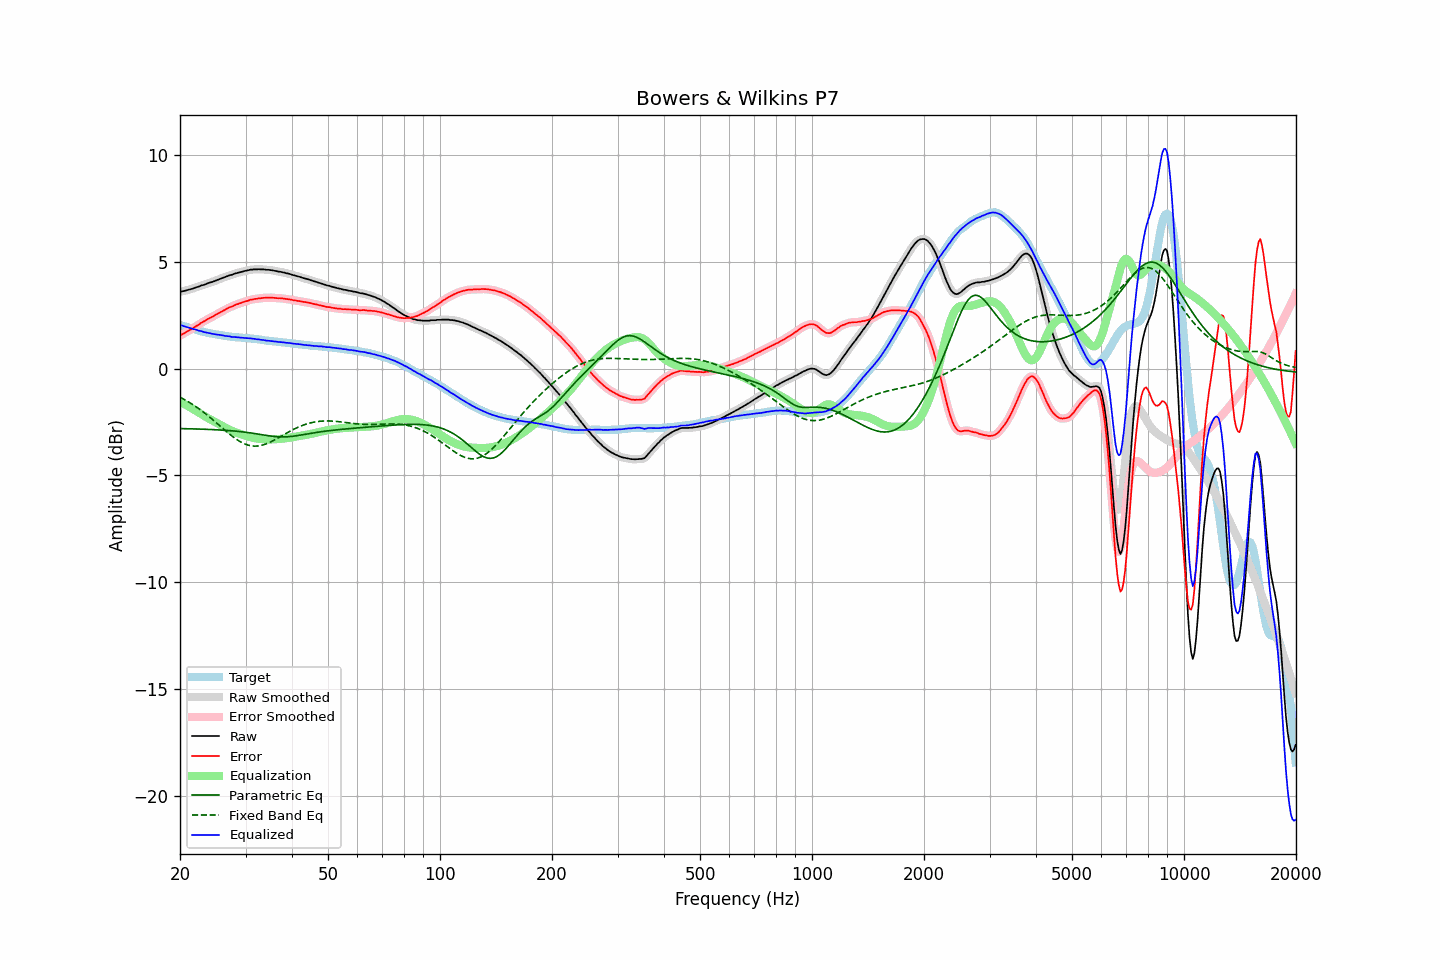 Bowers & Wilkins P7
Amplitude (dBr)
10
5
0
−5
−10
−15
−20
Target
Raw Smoothed
Error Smoothed
Raw
Error
Equalization
Parametric Eq
Fixed Band Eq
Equalized
20 50 100 200 500 1000 2000 5000 10000 20000
Frequency (Hz)